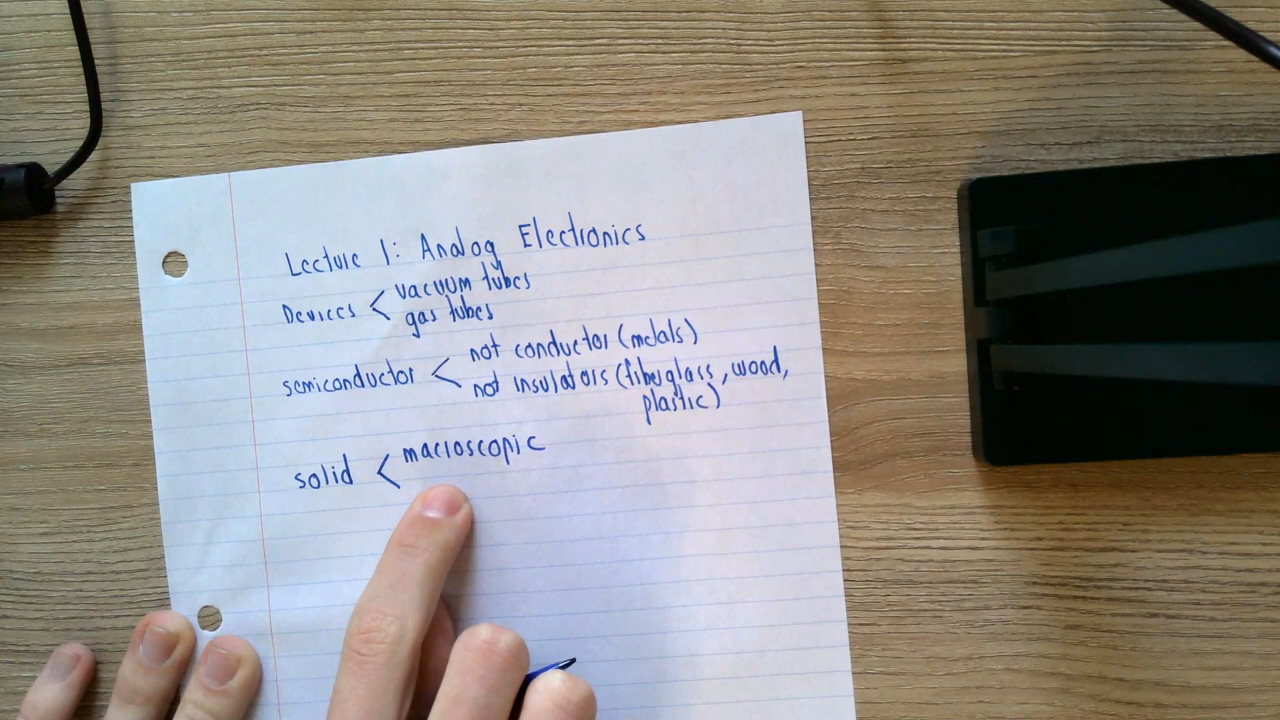 Lecture 1: Analog Electronics
Devices < vacuum tubes
gas tubes
semiconductor < not conductor (metals)
not insulators (fiberglass, wood,
plastic)
solid < macroscopic